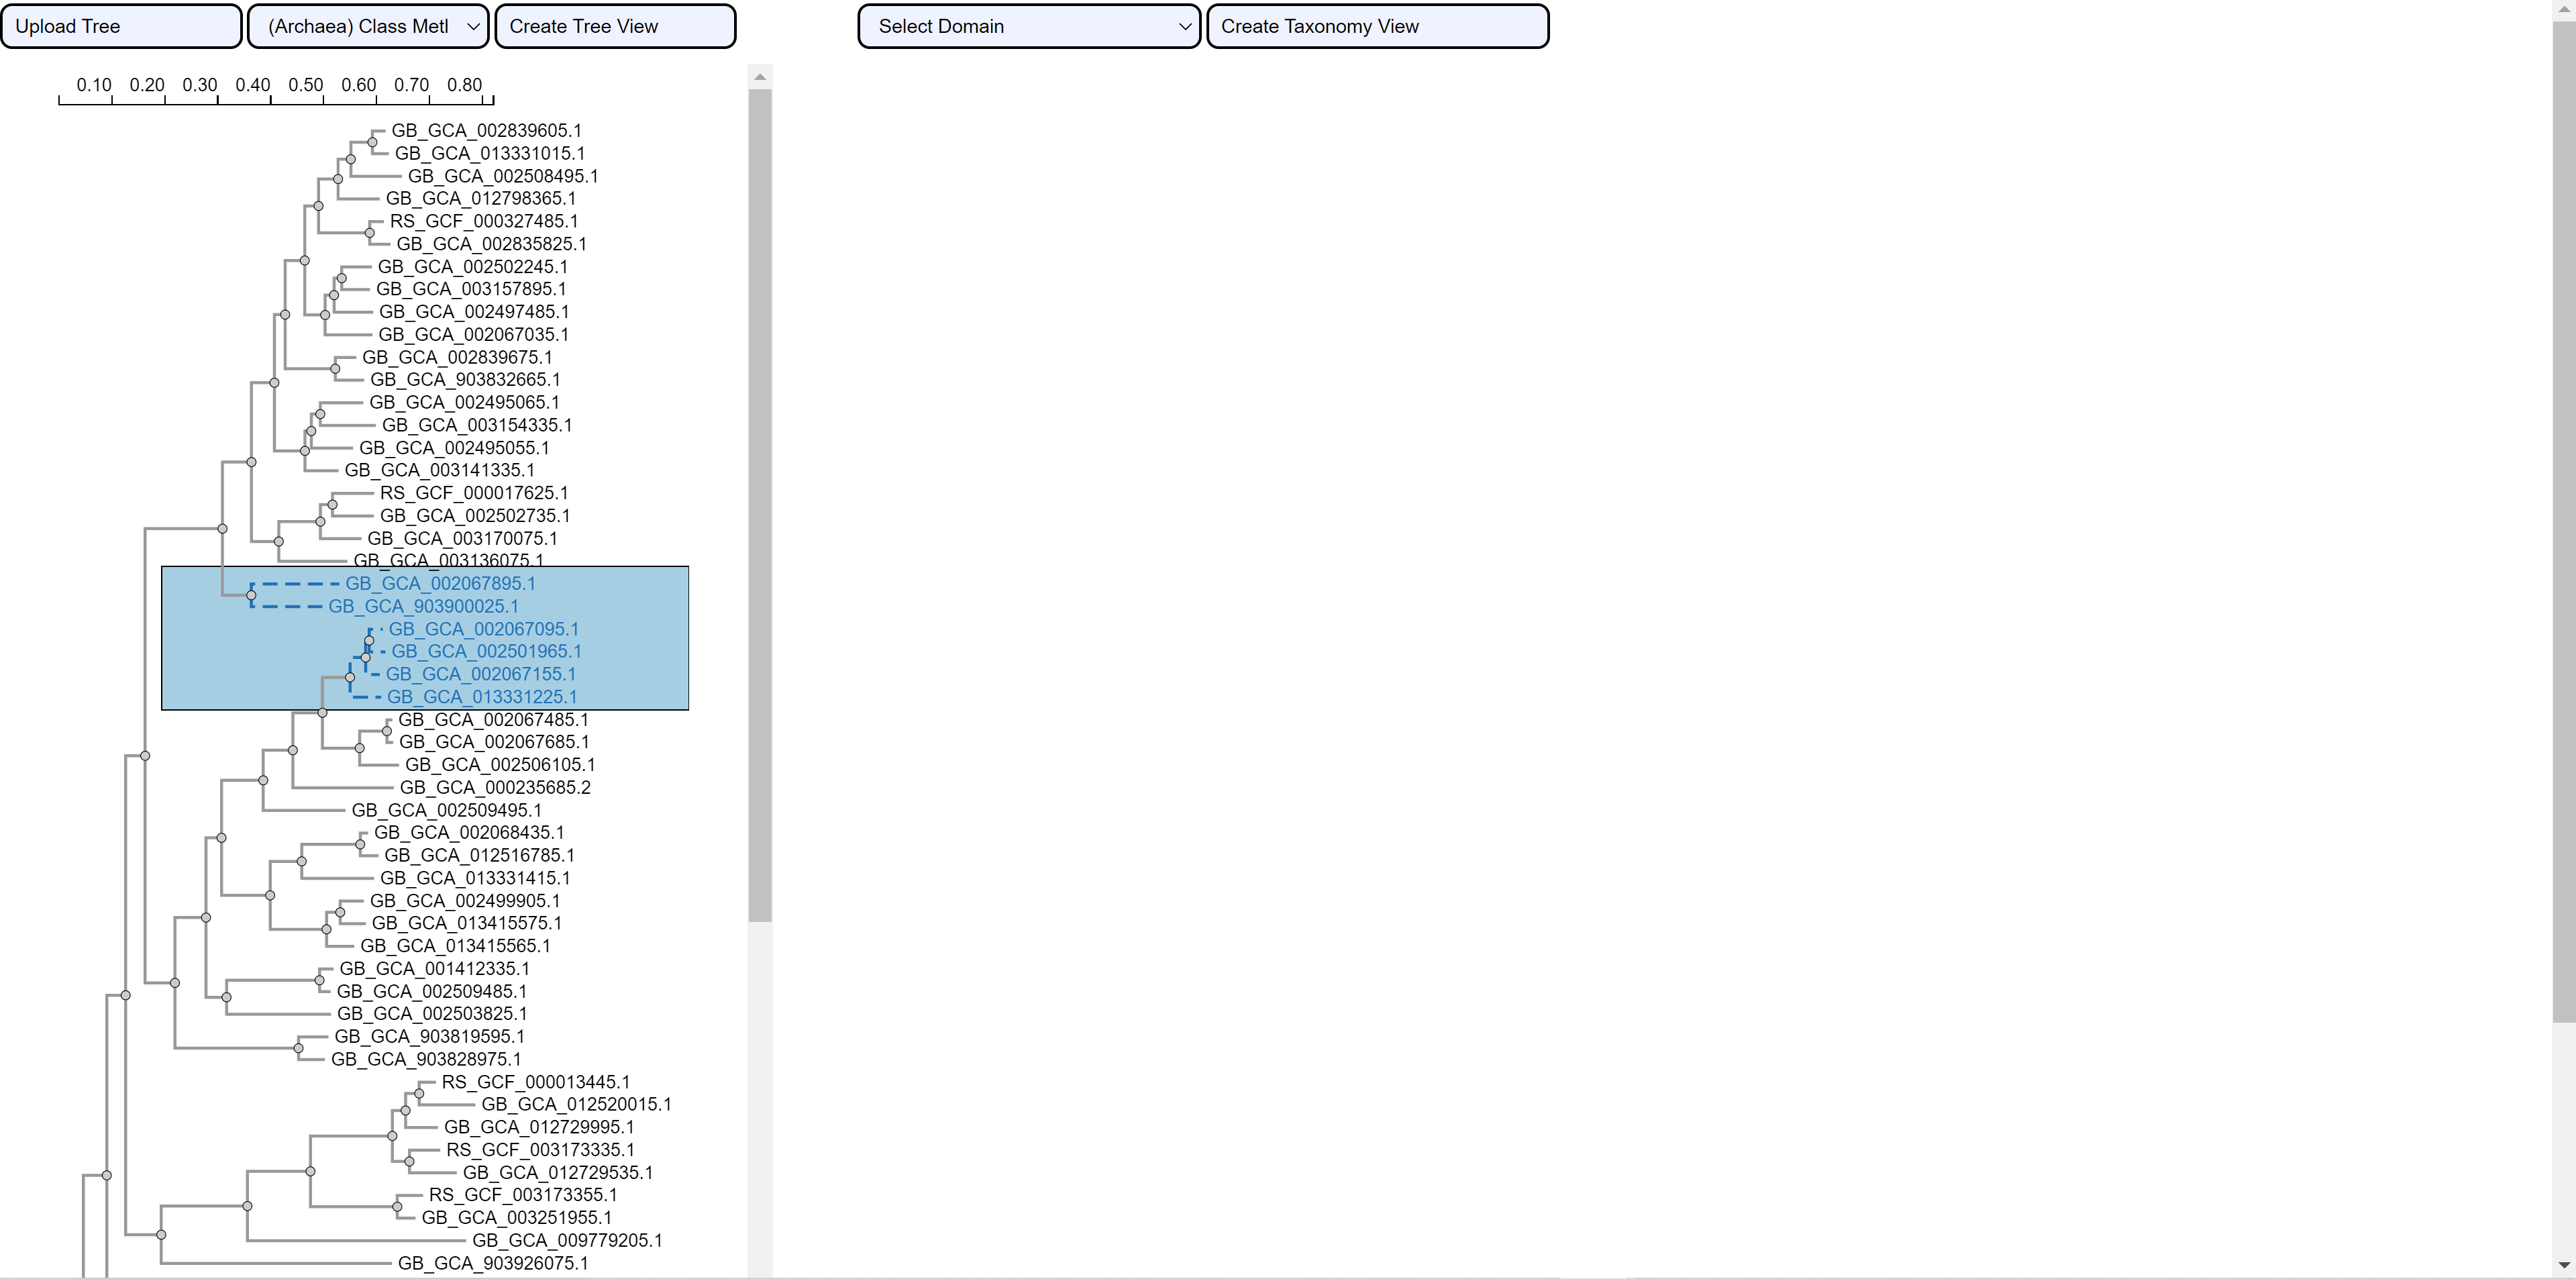 Upload Tree (Archaea) Class Metl Create Tree View Select Domain Create Taxonomy View
0.10 0.20 0.30 0.40 0.50 0.60 0.70 0.80
GB_GCA_002839605.1
GB_GCA_013331015.1
GB_GCA_002508495.1
GB_GCA_012798365.1
RS_GCF_000327485.1
GB_GCA_002835825.1
GB_GCA_002502245.1
GB_GCA_003157895.1
GB_GCA_002497485.1
GB_GCA_002067035.1
GB_GCA_002839675.1
GB_GCA_903832665.1
GB_GCA_002495065.1
GB_GCA_003154335.1
GB_GCA_002495055.1
GB_GCA_003141335.1
RS_GCF_000017625.1
GB_GCA_002502735.1
GB_GCA_003170075.1
GB_GCA_003136075.1
GB_GCA_002067895.1
GB_GCA_903900025.1
GB_GCA_002067095.1
GB_GCA_002501965.1
GB_GCA_002067155.1
GB_GCA_013331225.1
GB_GCA_002067485.1
GB_GCA_002067685.1
GB_GCA_002506105.1
GB_GCA_000235685.2
GB_GCA_002509495.1
GB_GCA_002068435.1
GB_GCA_012516785.1
GB_GCA_013331415.1
GB_GCA_002499905.1
GB_GCA_013415575.1
GB_GCA_013415565.1
GB_GCA_001412335.1
GB_GCA_002509485.1
GB_GCA_002503825.1
GB_GCA_903819595.1
GB_GCA_903828975.1
RS_GCF_000013445.1
GB_GCA_012520015.1
GB_GCA_012729995.1
RS_GCF_003173335.1
GB_GCA_012729535.1
RS_GCF_003173355.1
GB_GCA_003251955.1
GB_GCA_009779205.1
GB_GCA_903926075.1